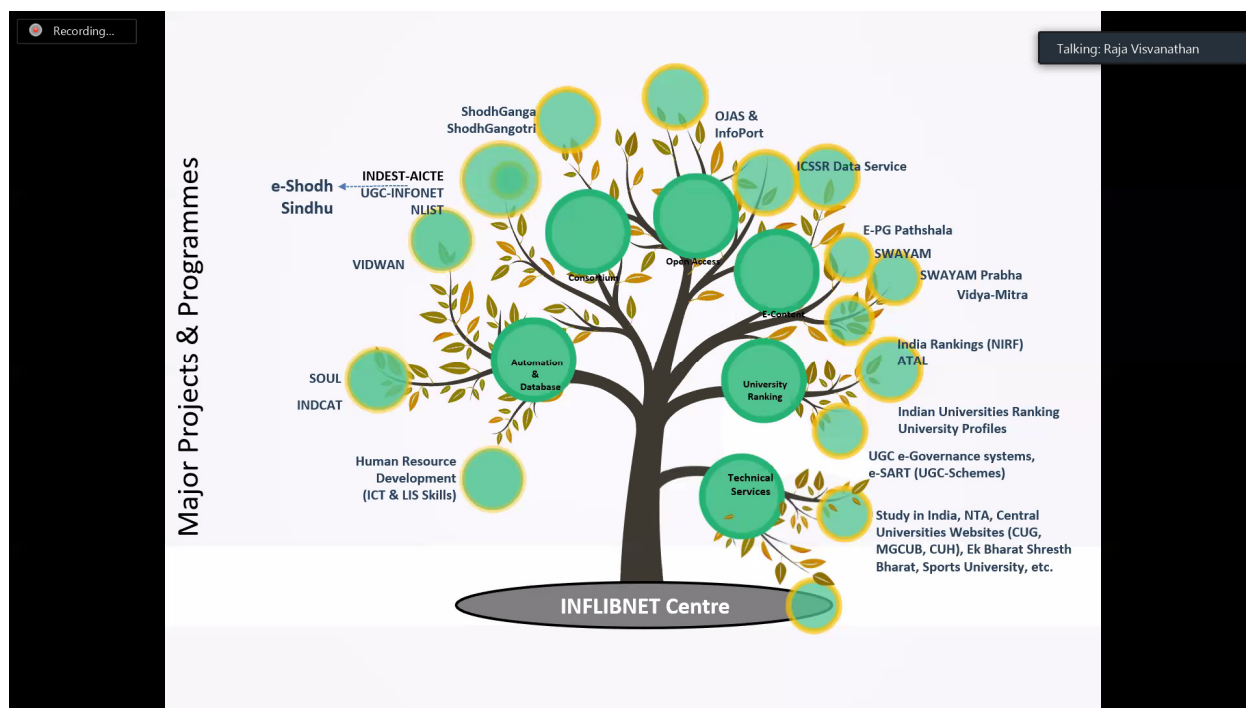 Recording...
Talking: Raja Visvanathan
Major Projects & Programmes
ShodhGanga
ShodhGangotri
OJAS &
InfoPort
INDEST-AICTE
UGC-INFONET
NLIST
e-Shodh
Sindhu
ICSSR Data Service
VIDWAN
Consortium
Open Access
E-Content
E-PG Pathshala
SWAYAM
SWAYAM Prabha
Vidya-Mitra
Automation
&
Database
SOUL
INDCAT
University
Ranking
India Rankings (NIRF)
ATAL
Indian Universities Ranking
University Profiles
Human Resource
Development
(ICT & LIS Skills)
Technical
Services
UGC e-Governance systems,
e-SART (UGC-Schemes)
Study in India, NTA, Central
Universities Websites (CUG,
MGCUB, CUH), Ek Bharat Shresth
Bharat, Sports University, etc.
INFLIBNET Centre